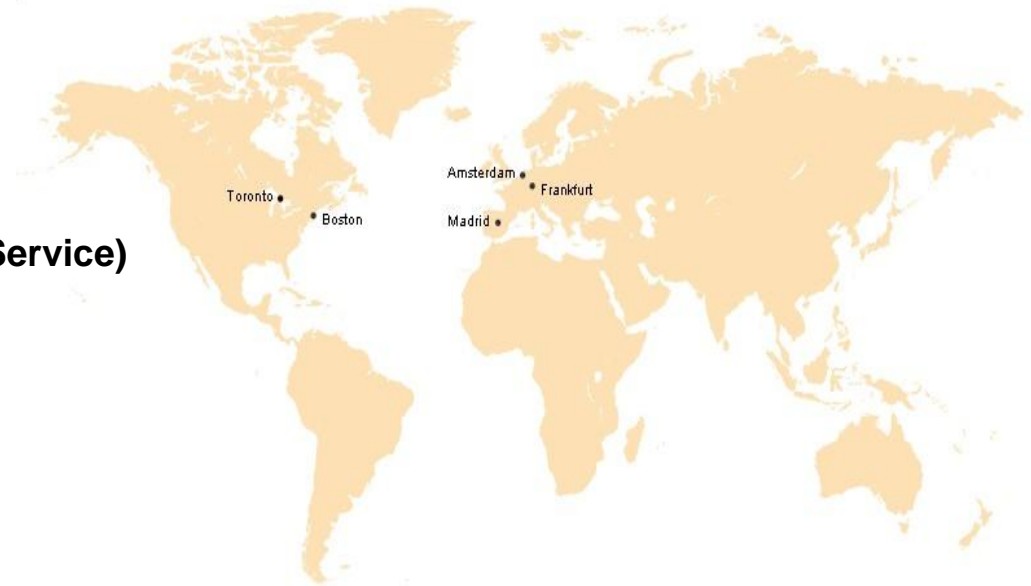 Amsterdam
Frankfurt
Toronto
Boston
Madrid
Service)